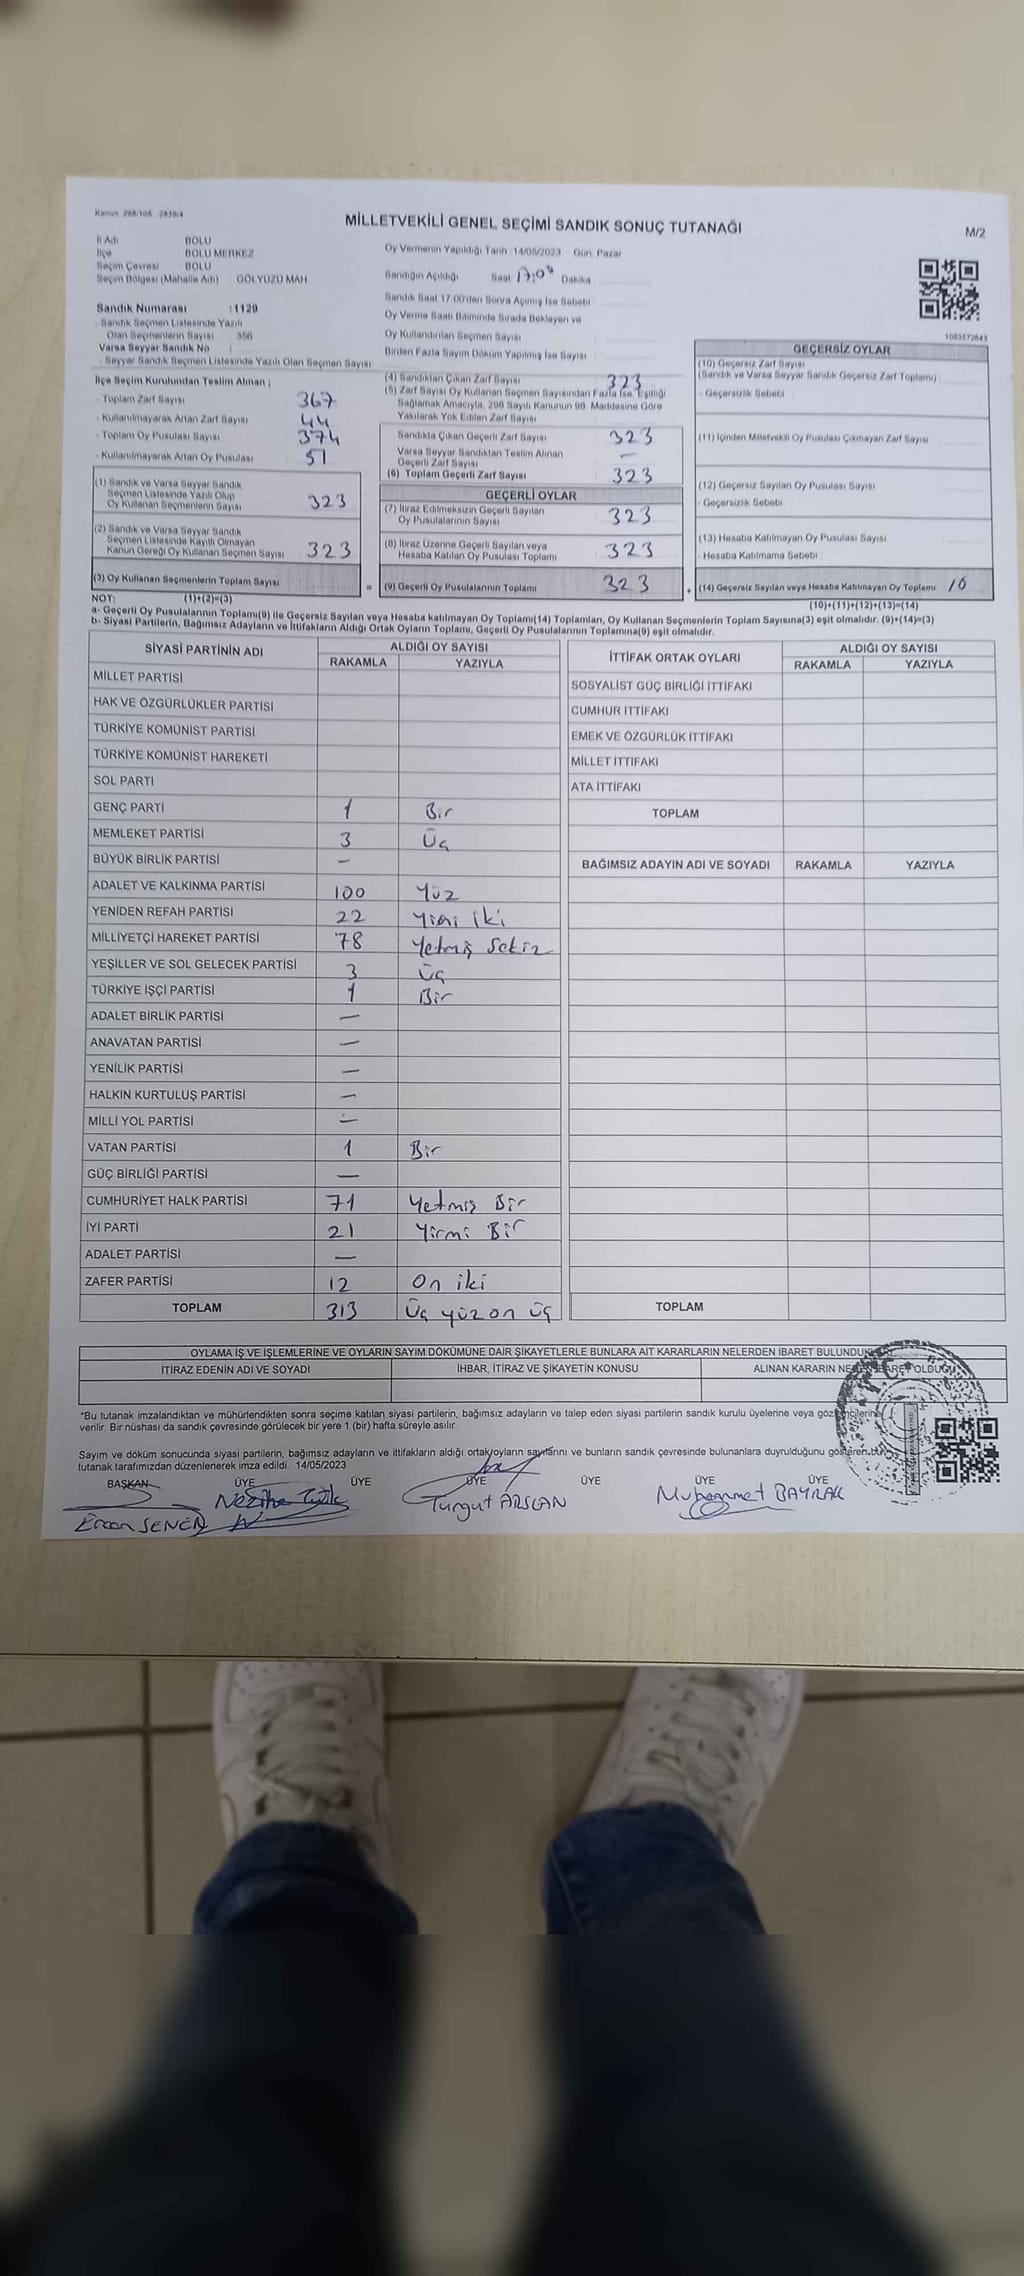 Kanun, 298/105 , 2839/4
MİLLETVEKİLİ GENEL SEÇİMİ SANDIK SONUÇ TUTANAĞI
M/2
İl Adı BOLU
İlçe BOLU MERKEZ
Seçim Çevresi BOLU
Seçim Bölgesi (Mahalle Adı) GÖLYÜZÜ MAH.
Oy Vermenin Yapıldığı Tarih 14/05/2023 Gün: Pazar
Sandığın Açıldığı Saat 17:00 Dakika
Sandık Saat 17.00'den Sonra Açılmış İse Sebebi
Oy Verme Saati Bitiminde Sırada Bekleyen ve
Oy Kullandırılan Seçmen Sayısı
Birden Fazla Sayım Döküm Yapılmış İse Sayısı
Sandık Numarası :1129
- Sandık Seçmen Listesinde Yazılı
Olan Seçmenlerin Sayısı 356
Varsa Seyyar Sandık No :
- Seyyar Sandık Seçmen Listesinde Yazılı Olan Seçmen Sayısı
İlçe Seçim Kurulundan Teslim Alınan ;
- Toplam Zarf Sayısı 367
- Kullanılmayarak Artan Zarf Sayısı 44
- Toplam Oy Pusulası Sayısı 374
- Kullanılmayarak Artan Oy Pusulası 51
(1) Sandık ve Varsa Seyyar Sandık
Seçmen Listesinde Yazılı Olup
Oy Kullanan Seçmenlerin Sayısı 323
(2) Sandık ve Varsa Seyyar Sandık
Seçmen Listesinde Kayıtlı Olmayan
Kanun Gereği Oy Kullanan Seçmen Sayısı 323
(3) Oy Kullanan Seçmenlerin Toplam Sayısı
(4) Sandıktan Çıkan Zarf Sayısı 323
(5) Zarf Sayısı Oy Kullanan Seçmen Sayısından Fazla İse, Eşitliği
Sağlamak Amacıyla, 298 Sayılı Kanunun 98. Maddesine Göre
Yakılarak Yok Edilen Zarf Sayısı
Sandıkta Çıkan Geçerli Zarf Sayısı 323
Varsa Seyyar Sandıktan Teslim Alınan
Geçerli Zarf Sayısı —
(6) Toplam Geçerli Zarf Sayısı 323
GEÇERLİ OYLAR
(7) İtiraz Edilmeksizin Geçerli Sayılan
Oy Pusulalarının Sayısı 323
(8) İtiraz Üzerine Geçerli Sayılan veya
Hesaba Katılan Oy Pusulası Toplamı 323
= (9) Geçerli Oy Pusulalarının Toplamı 323
1083572643
GEÇERSİZ OYLAR
(10) Geçersiz Zarf Sayısı
(Sandık ve Varsa Seyyar Sandık Geçersiz Zarf Toplamı)
- Geçersizlik Sebebi
(11) İçinden Milletvekili Oy Pusulası Çıkmayan Zarf Sayısı
(12) Geçersiz Sayılan Oy Pusulası Sayısı
- Geçersizlik Sebebi
(13) Hesaba Katılmayan Oy Pusulası Sayısı
- Hesaba Katılmama Sebebi
+ (14) Geçersiz Sayılan veya Hesaba Katılmayan Oy Toplamı 10
NOT: (1)+(2)=(3)
(10)+(11)+(12)+(13)=(14)
a- Geçerli Oy Pusulalarının Toplamı(9) ile Geçersiz Sayılan veya Hesaba katılmayan Oy Toplamı(14) Toplamları, Oy Kullanan Seçmenlerin Toplam Sayısına(3) eşit olmalıdır. (9)+(14)=(3)
b- Siyasi Partilerin, Bağımsız Adayların ve İttifakların Aldığı Ortak Oyların Toplamı, Geçerli Oy Pusulalarının Toplamına(9) eşit olmalıdır.
SİYASİ PARTİNİN ADI ALDIĞI OY SAYISI
RAKAMLA YAZIYLA
MİLLET PARTİSİ
HAK VE ÖZGÜRLÜKLER PARTİSİ
TÜRKİYE KOMÜNİST PARTİSİ
TÜRKİYE KOMÜNİST HAREKETİ
SOL PARTİ
GENÇ PARTİ 1 Bir
MEMLEKET PARTİSİ 3 Üç
BÜYÜK BİRLİK PARTİSİ —
ADALET VE KALKINMA PARTİSİ 100 Yüz
YENİDEN REFAH PARTİSİ 22 Yirmi iki
MİLLİYETÇİ HAREKET PARTİSİ 78 Yetmiş Sekiz
YEŞİLLER VE SOL GELECEK PARTİSİ 3 Üç
TÜRKİYE İŞÇİ PARTİSİ 1 Bir
ADALET BİRLİK PARTİSİ —
ANAVATAN PARTİSİ —
YENİLİK PARTİSİ —
HALKIN KURTULUŞ PARTİSİ —
MİLLİ YOL PARTİSİ —
VATAN PARTİSİ 1 Bir
GÜÇ BİRLİĞİ PARTİSİ —
CUMHURİYET HALK PARTİSİ 71 Yetmiş Bir
İYİ PARTİ 21 Yirmi Bir
ADALET PARTİSİ —
ZAFER PARTİSİ 12 On iki
TOPLAM 313 Üç yüz on üç
İTTİFAK ORTAK OYLARI ALDIĞI OY SAYISI
RAKAMLA YAZIYLA
SOSYALİST GÜÇ BİRLİĞİ İTTİFAKI
CUMHUR İTTİFAKI
EMEK VE ÖZGÜRLÜK İTTİFAKI
MİLLET İTTİFAKI
ATA İTTİFAKI
TOPLAM
BAĞIMSIZ ADAYIN ADI VE SOYADI RAKAMLA YAZIYLA
TOPLAM
OYLAMA İŞ VE İŞLEMLERİNE VE OYLARIN SAYIM DÖKÜMÜNE DAİR ŞİKAYETLERLE BUNLARA AİT KARARLARIN NELERDEN İBARET BULUNDUK
İTİRAZ EDENİN ADI VE SOYADI İHBAR, İTİRAZ VE ŞİKAYETİN KONUSU ALINAN KARARIN NEDEN İBARET OLDUĞU
*Bu tutanak imzalandıktan ve mühürlendikten sonra seçime katılan siyasi partilerin, bağımsız adayların ve talep eden siyasi partilerin sandık kurulu üyelerine veya gözlemcilerine
verilir. Bir nüshası da sandık çevresinde görülecek bir yere 1 (bir) hafta süreyle asılır.
Sayım ve döküm sonucunda siyasi partilerin, bağımsız adayların ve ittifakların aldığı ortak oyların sayılarını ve bunların sandık çevresinde bulunanlara duyrulduğunu gösteren bu
tutanak tarafımızdan düzenlenerek imza edildi. 14/05/2023
BAŞKAN ÜYE ÜYE ÜYE ÜYE ÜYE ÜYE
Turgut ARSLAN Muhammet BAYRAK
Ercan ŞENER